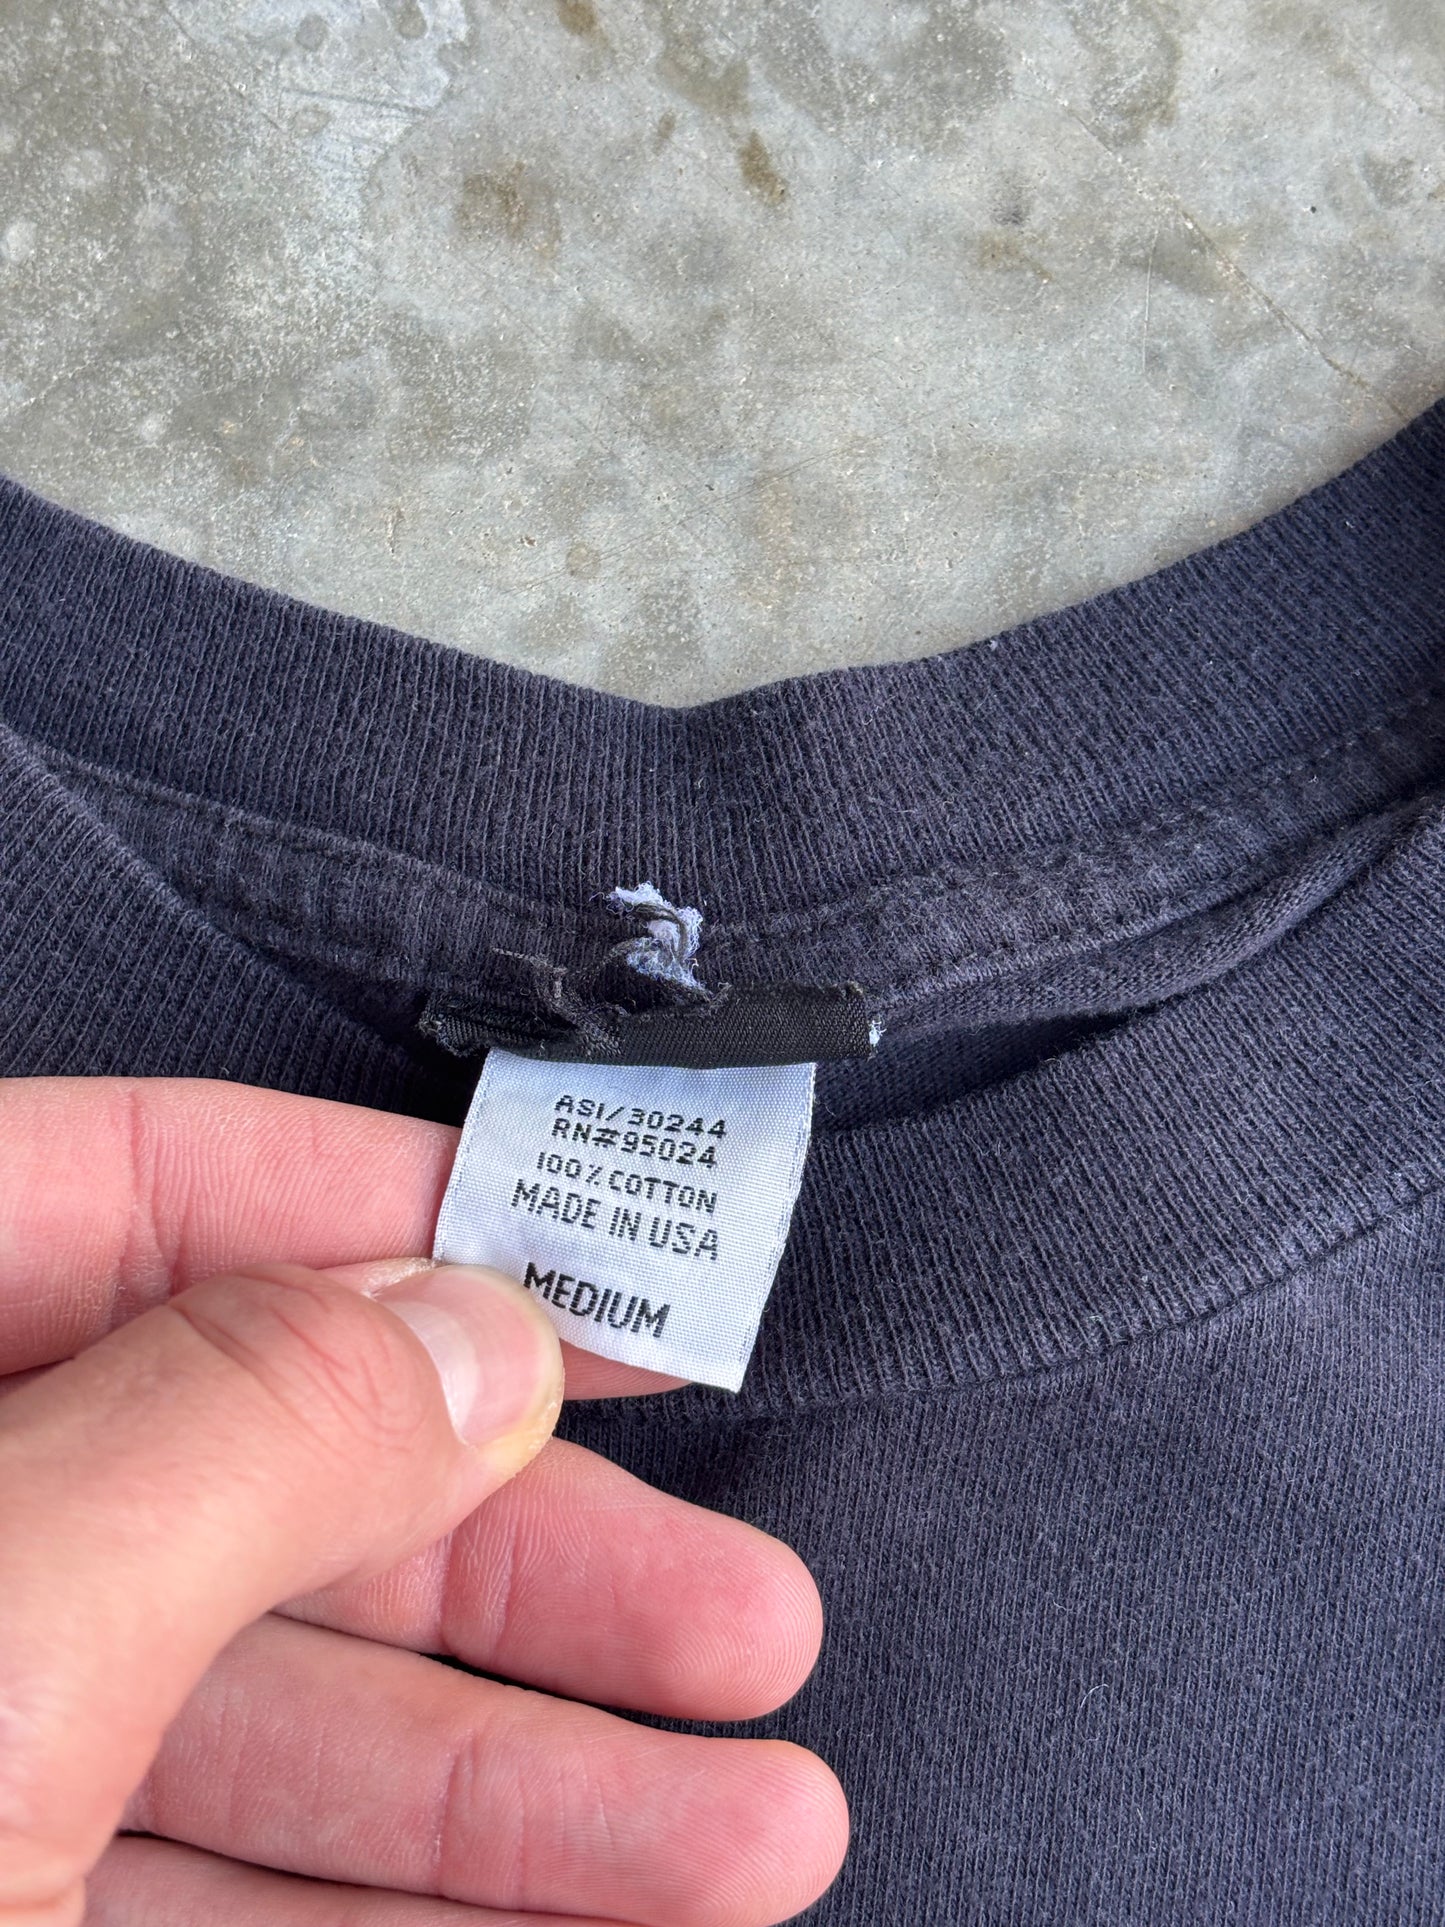 ASI/30244
RN#95024
100% COTTON
MADE IN USA
MEDIUM